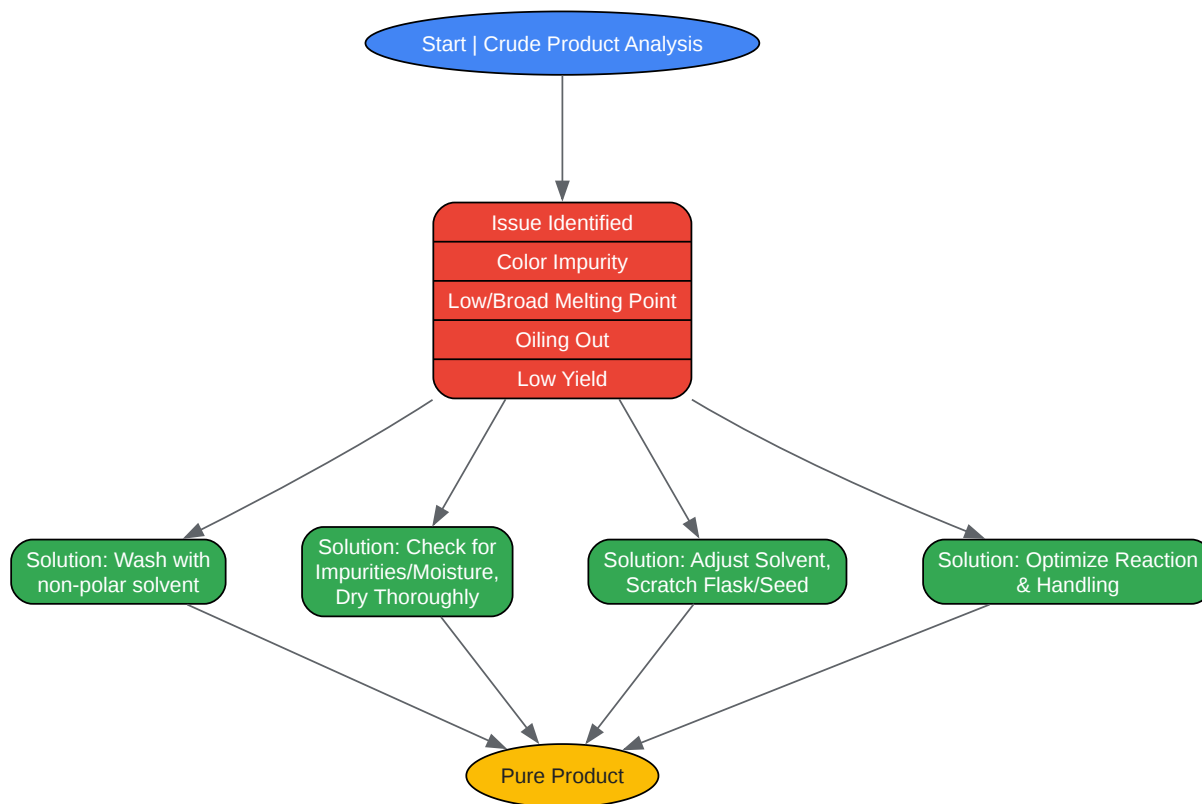 Start | Crude Product Analysis
Issue Identified
Color Impurity
Low/Broad Melting Point
Oiling Out
Low Yield
Solution: Wash with
non-polar solvent
Solution: Check for
Impurities/Moisture,
Dry Thoroughly
Solution: Adjust Solvent,
Scratch Flask/Seed
Solution: Optimize Reaction
& Handling
Pure Product